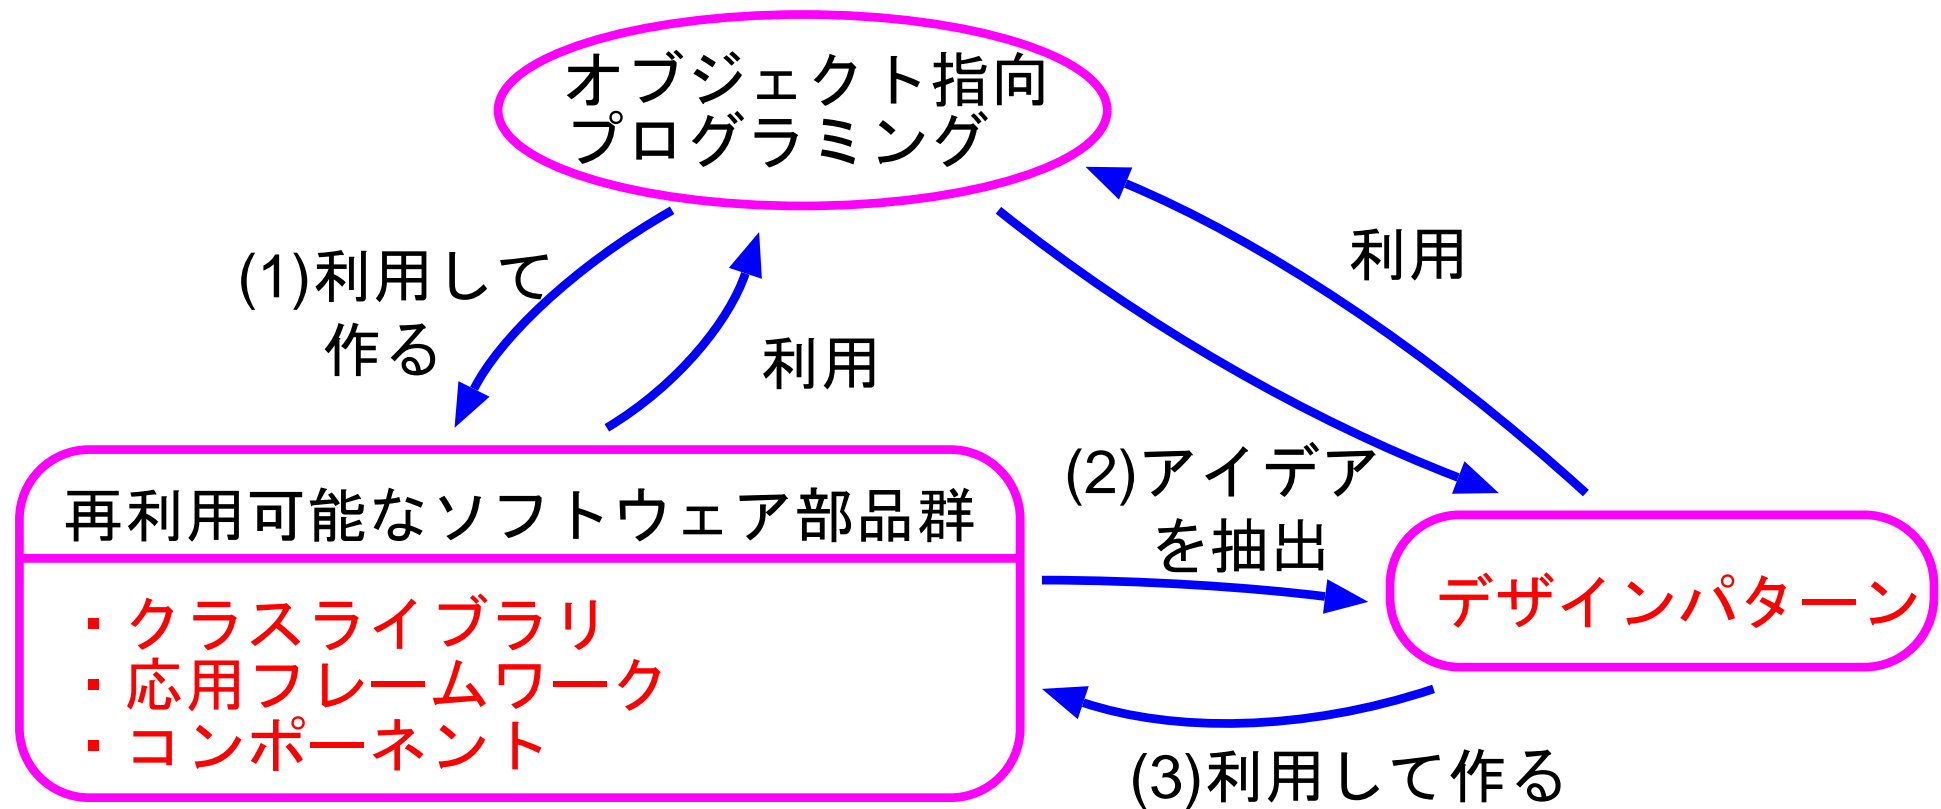 オブジェクト指向
プログラミング
(1)利用して
作る
利用
利用
(2)アイデア
を抽出
再利用可能なソフトウェア部品群
・クラスライブラリ
・応用フレームワーク
・コンポーネント
デザインパターン
(3)利用して作る